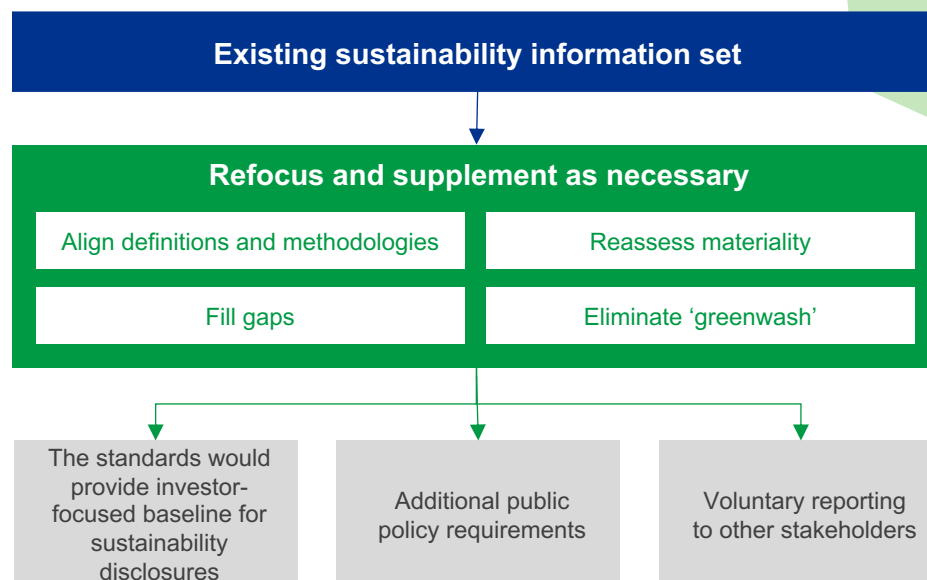 Existing sustainability information set
Refocus and supplement as necessary
Align definitions and methodologies
Reassess materiality
Fill gaps
Eliminate ‘greenwash’
The standards would
provide investor-
focused baseline for
sustainability
disclosures
Additional public
policy requirements
Voluntary reporting
to other stakeholders